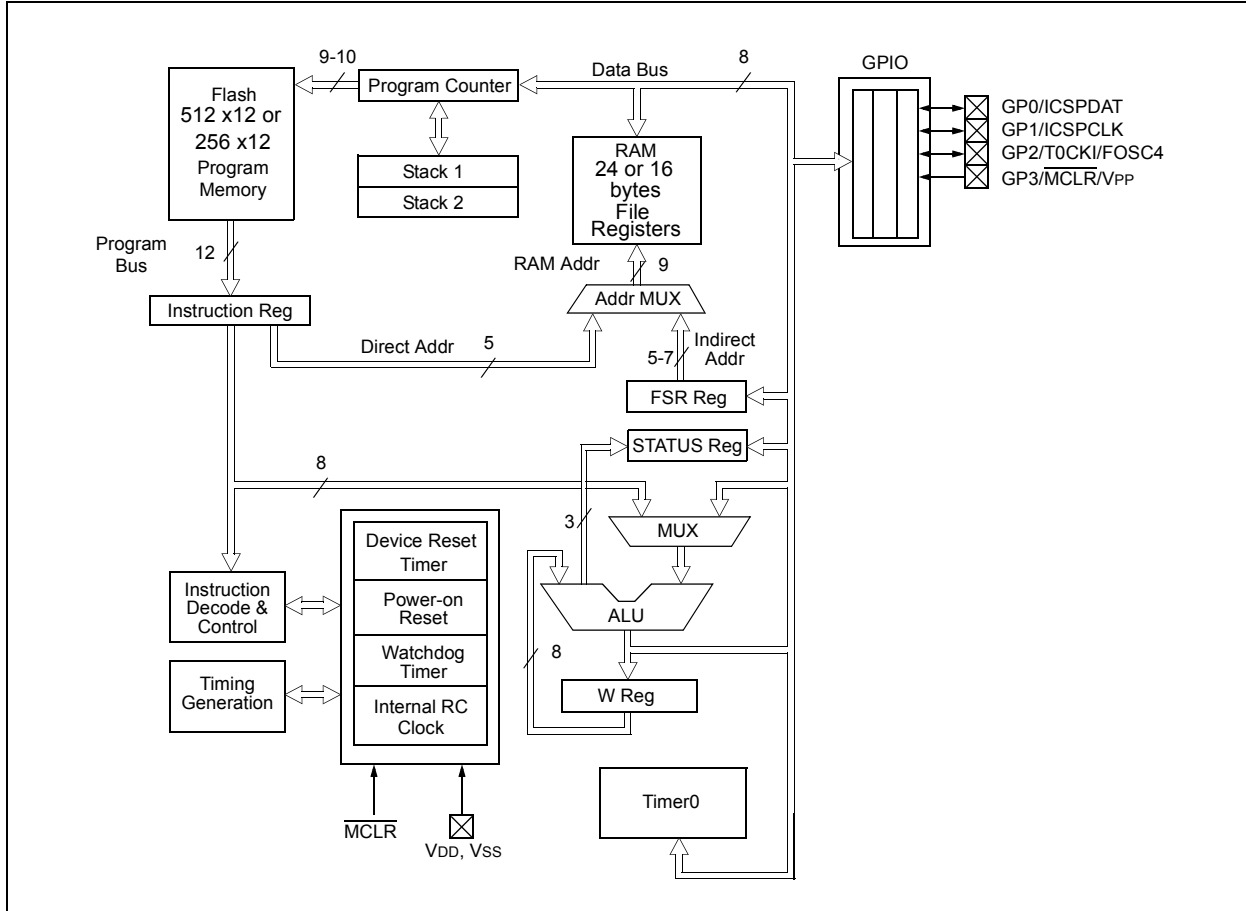 9-10
Program Counter
Data Bus
8
GPIO
Flash
512 x12 or
256 x12
Program
Memory
GP0/ICSPDAT
GP1/ICSPCLK
GP2/T0CKI/FOSC4
GP3/MCLR/VPP
RAM
24 or 16
bytes
File
Registers
Stack 1
Stack 2
Program
Bus
12
RAM Addr
9
Instruction Reg
Addr MUX
Direct Addr
5
5-7
Indirect
Addr
FSR Reg
STATUS Reg
8
3
MUX
Device Reset
Timer
Instruction
Decode &
Control
Power-on
Reset
ALU
Watchdog
Timer
8
Timing
Generation
W Reg
Internal RC
Clock
Timer0
MCLR
VDD, VSS